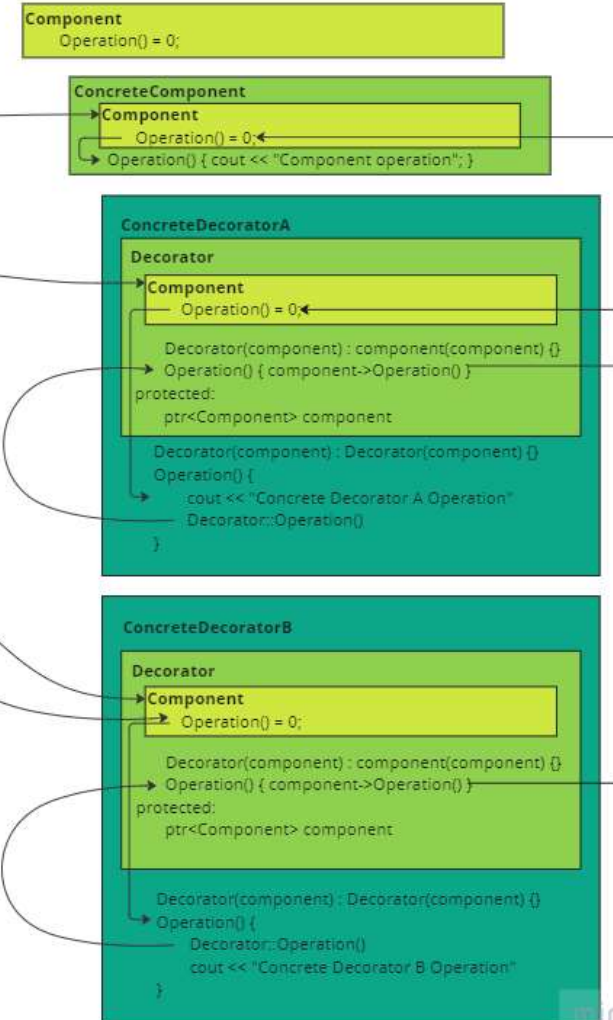 Component
Operation() = 0;
ConcreteComponent
Component
Operation() = 0;
Operation() { cout << "Component operation"; }
ConcreteDecoratorA
Decorator
Component
Operation() = 0;
Decorator(component) : component(component) {}
Operation() { component->Operation() }
protected:
ptr<Component> component
Decorator(component) : Decorator(component) {}
Operation() {
cout << "Concrete Decorator A Operation"
Decorator::Operation()
}
ConcreteDecoratorB
Decorator
Component
Operation() = 0;
Decorator(component) : component(component) {}
Operation() { component->Operation() }
protected:
ptr<Component> component
Decorator(component) : Decorator(component) {}
Operation() {
Decorator::Operation()
cout << "Concrete Decorator B Operation"
}